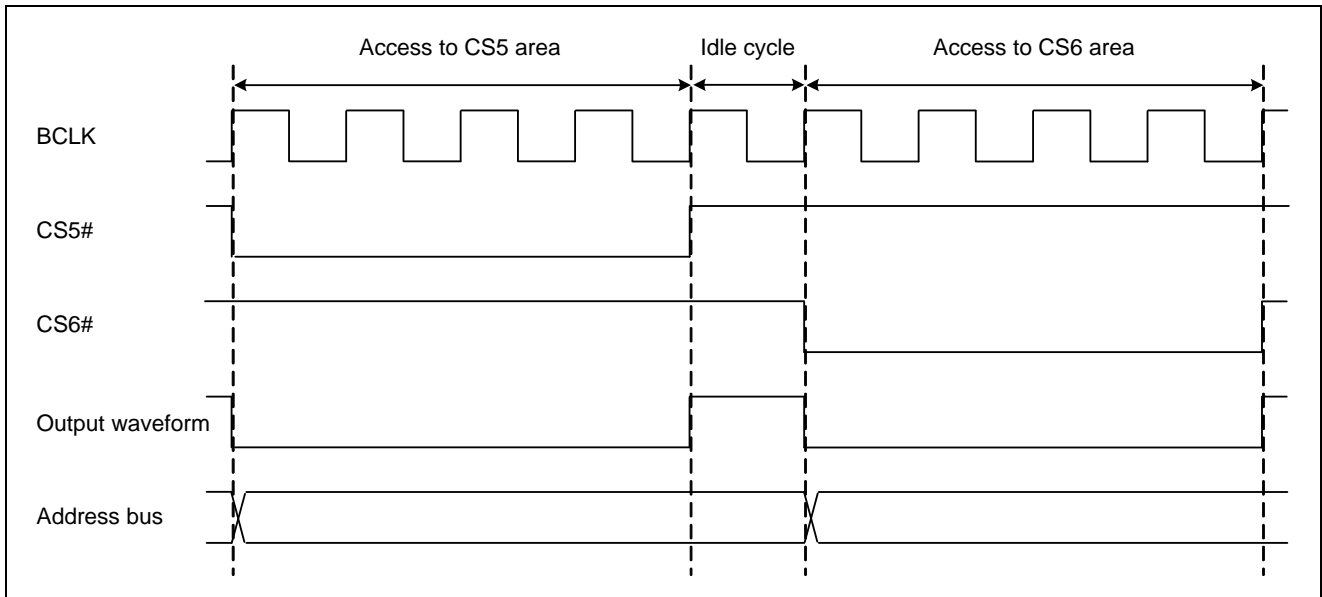 Access to CS5 area
Idle cycle
Access to CS6 area
BCLK
CS5#
CS6#
Output waveform
Address bus